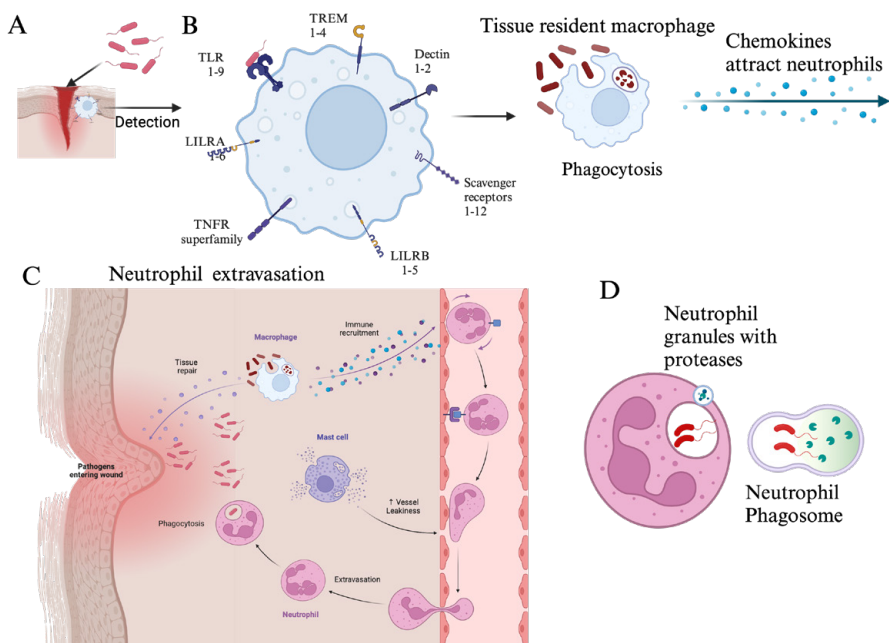 A
Detection
B
TREM
1-4
TLR
1-9
Dectin
1-2
LILRA
1-6
Scavenger
receptors
1-12
TNFR
superfamily
LILRB
1-5
Tissue resident macrophage
Phagocytosis
Chemokines
attract neutrophils
C
Neutrophil extravasation
Macrophage
Immune
recruitment
Tissue
repair
Mast cell
Pathogens
entering wound
↑ Vessel
Leakiness
Phagocytosis
Extravasation
Neutrophil
D
Neutrophil
granules with
proteases
Neutrophil
Phagosome